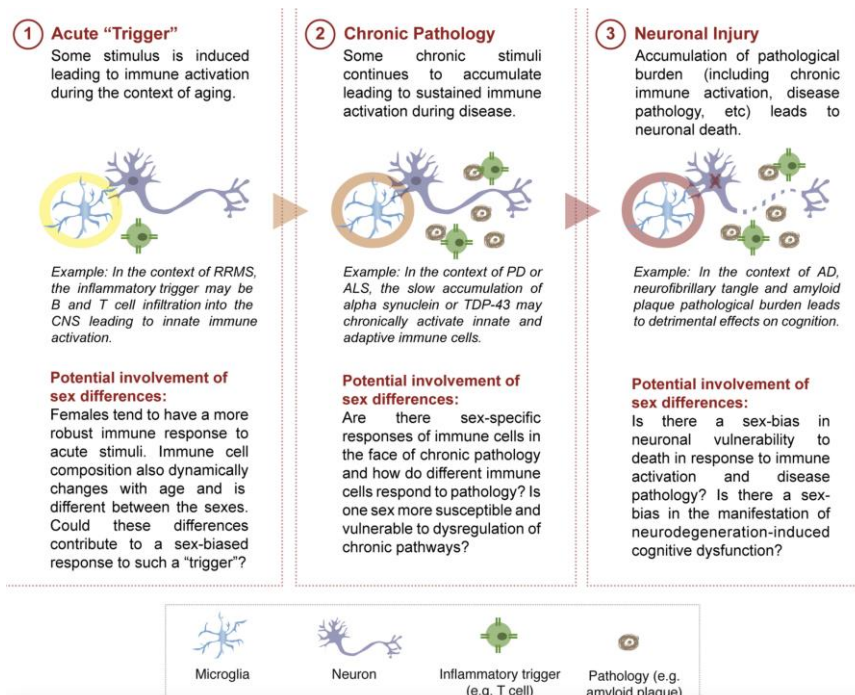 1 Acute “Trigger”
Some stimulus is induced
leading to immune activation
during the context of aging.
Example: In the context of RRMS,
the inflammatory trigger may be
B and T cell infiltration into the
CNS leading to innate immune
activation.
Potential involvement of
sex differences:
Females tend to have a more
robust immune response to
acute stimuli. Immune cell
composition also dynamically
changes with age and is
different between the sexes.
Could these differences
contribute to a sex-biased
response to such a “trigger”?
2 Chronic Pathology
Some chronic stimuli
continues to accumulate
leading to sustained immune
activation during disease.
Example: In the context of PD or
ALS, the slow accumulation of
alpha synuclein or TDP-43 may
chronically activate innate and
adaptive immune cells.
Potential involvement of
sex differences:
Are there sex-specific
responses of immune cells in
the face of chronic pathology
and how do different immune
cells respond to pathology? Is
one sex more susceptible and
vulnerable to dysregulation of
chronic pathways?
3 Neuronal Injury
Accumulation of pathological
burden (including chronic
immune activation, disease
pathology, etc) leads to
neuronal death.
Example: In the context of AD,
neurofibrillary tangle and amyloid
plaque pathological burden leads
to detrimental effects on cognition.
Potential involvement of
sex differences:
Is there a sex-bias in
neuronal vulnerability to
death in response to immune
activation and disease
pathology? Is there a sex-
bias in the manifestation of
neurodegeneration-induced
cognitive dysfunction?
Microglia
Neuron
Inflammatory trigger
(e.g. T cell)
Pathology (e.g.
amyloid plaque)